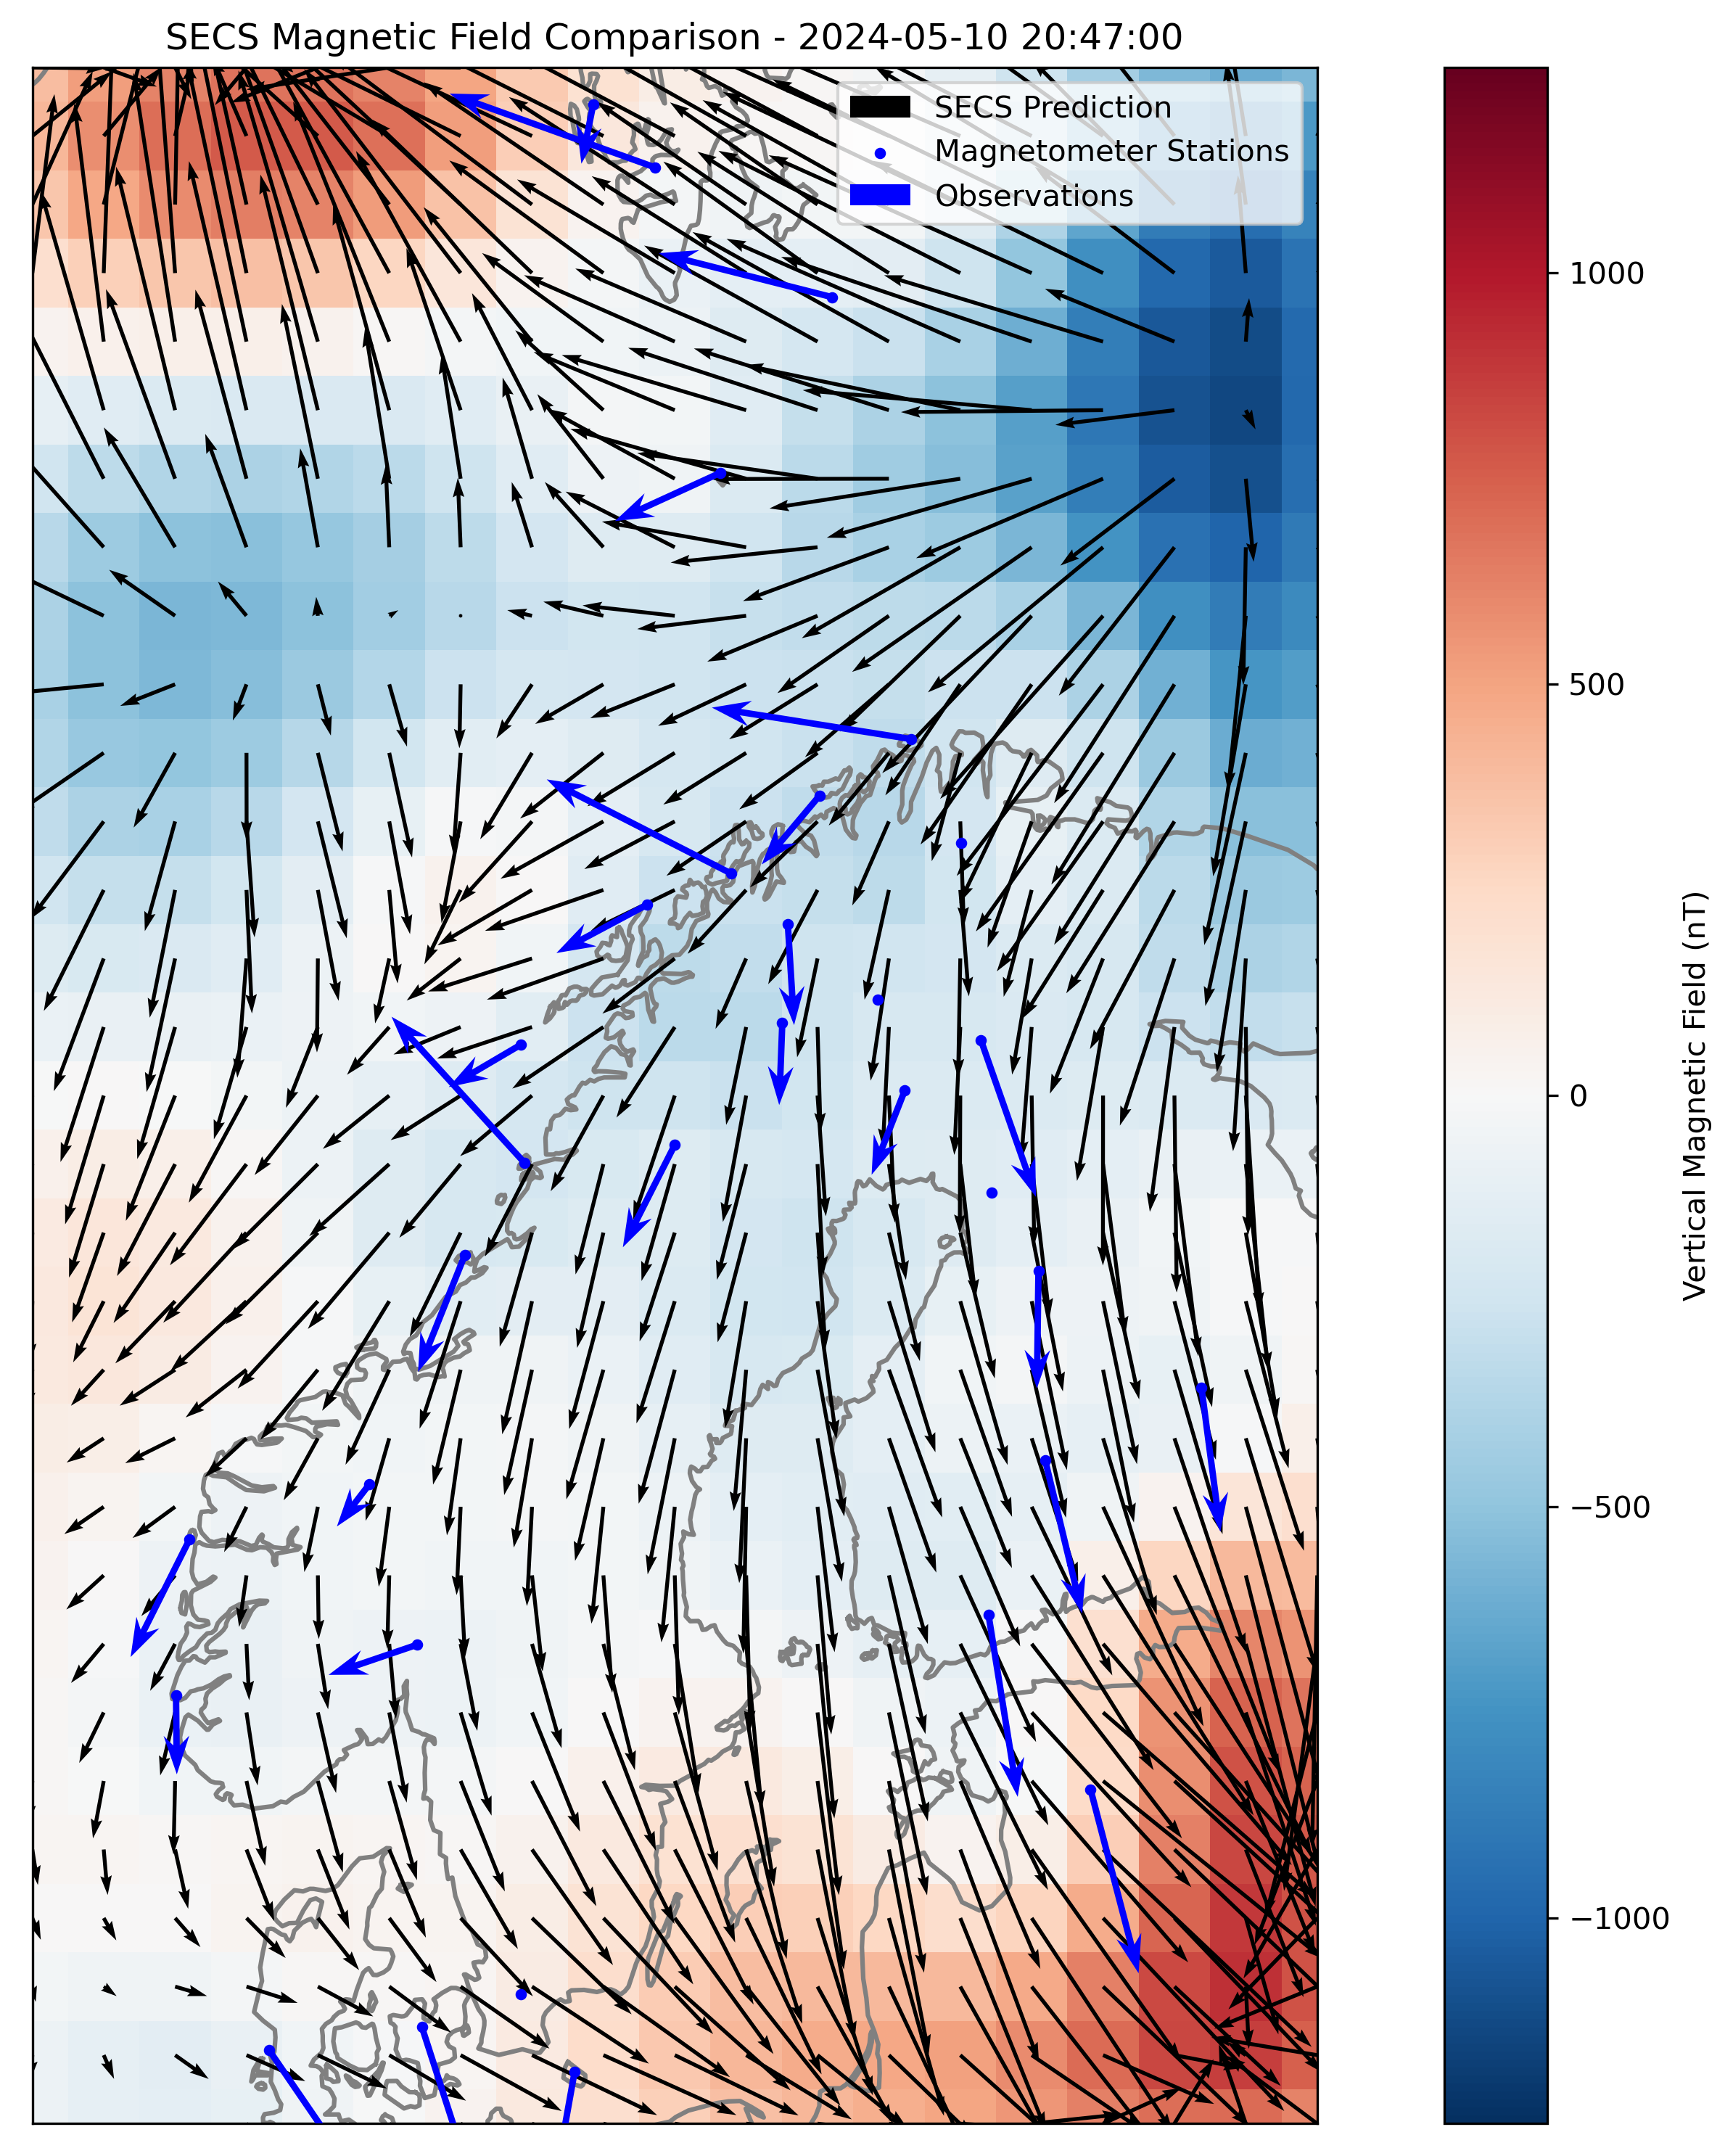 SECS Magnetic Field Comparison - 2024-05-10 20:47:00
SECS Prediction
Magnetometer Stations
Observations
1000
500
0
−500
−1000
Vertical Magnetic Field (nT)